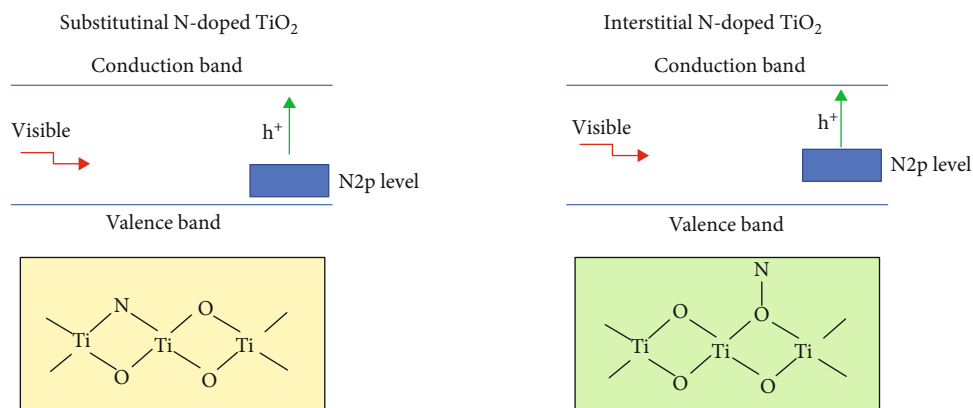 Substitutinal N-doped TiO₂
Conduction band
Visible
h⁺
N2p level
Valence band
N
O
Ti
Ti
Ti
O
O
Interstitial N-doped TiO₂
Conduction band
Visible
h⁺
N2p level
Valence band
N
O
O
Ti
Ti
Ti
O
O